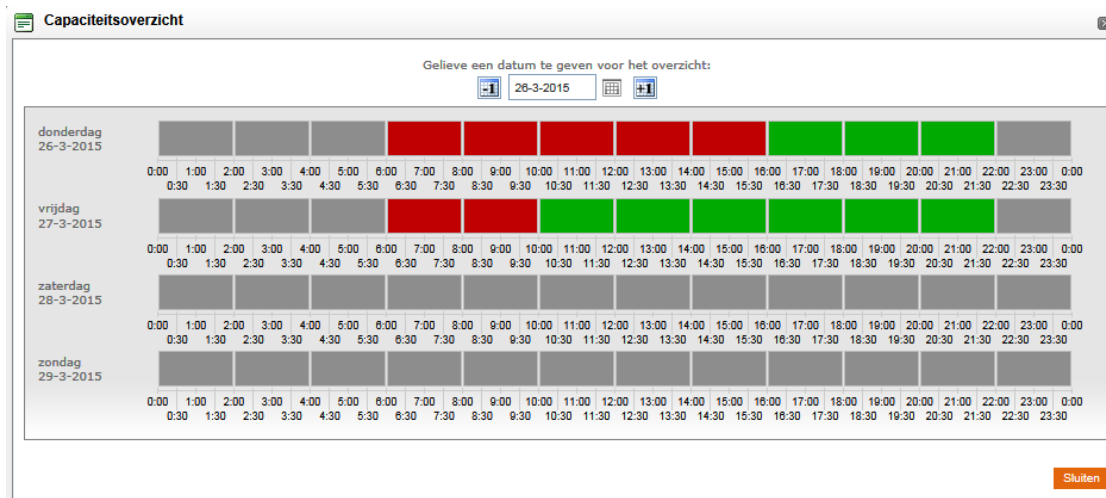 Capaciteitsoverzicht
Gelieve een datum te geven voor het overzicht:
-1 26-3-2015 +1
donderdag
26-3-2015
0:00 1:00 2:00 3:00 4:00 5:00 6:00 7:00 8:00 9:00 10:00 11:00 12:00 13:00 14:00 15:00 16:00 17:00 18:00 19:00 20:00 21:00 22:00 23:00 0:00
0:30 1:30 2:30 3:30 4:30 5:30 6:30 7:30 8:30 9:30 10:30 11:30 12:30 13:30 14:30 15:30 16:30 17:30 18:30 19:30 20:30 21:30 22:30 23:30
vrijdag
27-3-2015
0:00 1:00 2:00 3:00 4:00 5:00 6:00 7:00 8:00 9:00 10:00 11:00 12:00 13:00 14:00 15:00 16:00 17:00 18:00 19:00 20:00 21:00 22:00 23:00 0:00
0:30 1:30 2:30 3:30 4:30 5:30 6:30 7:30 8:30 9:30 10:30 11:30 12:30 13:30 14:30 15:30 16:30 17:30 18:30 19:30 20:30 21:30 22:30 23:30
zaterdag
28-3-2015
0:00 1:00 2:00 3:00 4:00 5:00 6:00 7:00 8:00 9:00 10:00 11:00 12:00 13:00 14:00 15:00 16:00 17:00 18:00 19:00 20:00 21:00 22:00 23:00 0:00
0:30 1:30 2:30 3:30 4:30 5:30 6:30 7:30 8:30 9:30 10:30 11:30 12:30 13:30 14:30 15:30 16:30 17:30 18:30 19:30 20:30 21:30 22:30 23:30
zondag
29-3-2015
0:00 1:00 2:00 3:00 4:00 5:00 6:00 7:00 8:00 9:00 10:00 11:00 12:00 13:00 14:00 15:00 16:00 17:00 18:00 19:00 20:00 21:00 22:00 23:00 0:00
0:30 1:30 2:30 3:30 4:30 5:30 6:30 7:30 8:30 9:30 10:30 11:30 12:30 13:30 14:30 15:30 16:30 17:30 18:30 19:30 20:30 21:30 22:30 23:30
Sluiten